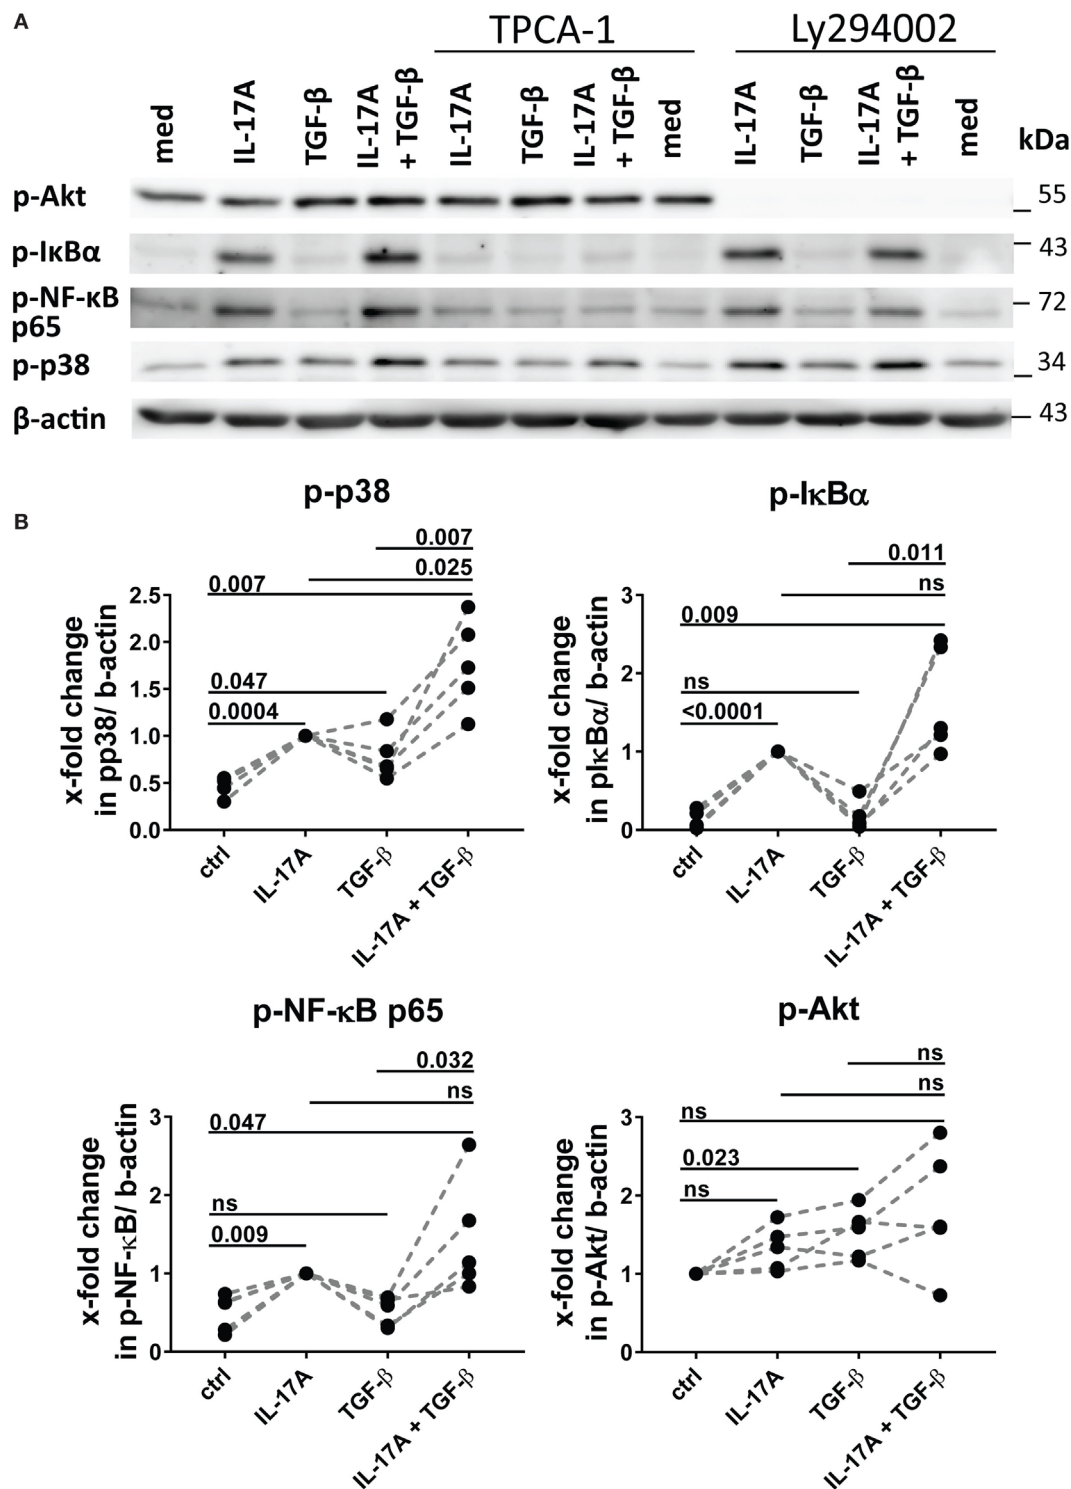 A
TPCA-1
Ly294002
med
IL-17A
TGF-β
IL-17A
+ TGF-β
IL-17A
TGF-β
IL-17A
+ TGF-β
med
IL-17A
TGF-β
IL-17A
+ TGF-β
med
kDa
p-Akt
55
p-IκBα
43
p-NF-κB
p65
72
p-p38
34
β-actin
43
B
p-p38
0.007
0.025
0.007
0.047
0.0004
x-fold change
in pp38/ b-actin
2.5
2.0
1.5
1.0
0.5
0.0
ctrl
IL-17A
TGF-β
IL-17A + TGF-β
p-IκBα
0.011
ns
0.009
ns
<0.0001
x-fold change
in pIκBα/ b-actin
3
2
1
0
ctrl
IL-17A
TGF-β
IL-17A + TGF-β
p-NF-κB p65
0.032
ns
0.047
ns
0.009
x-fold change
in p-NF-κB/ b-actin
3
2
1
0
ctrl
IL-17A
TGF-β
IL-17A + TGF-β
p-Akt
ns
ns
ns
0.023
ns
x-fold change
in p-Akt/ b-actin
3
2
1
0
ctrl
IL-17A
TGF-β
IL-17A + TGF-β